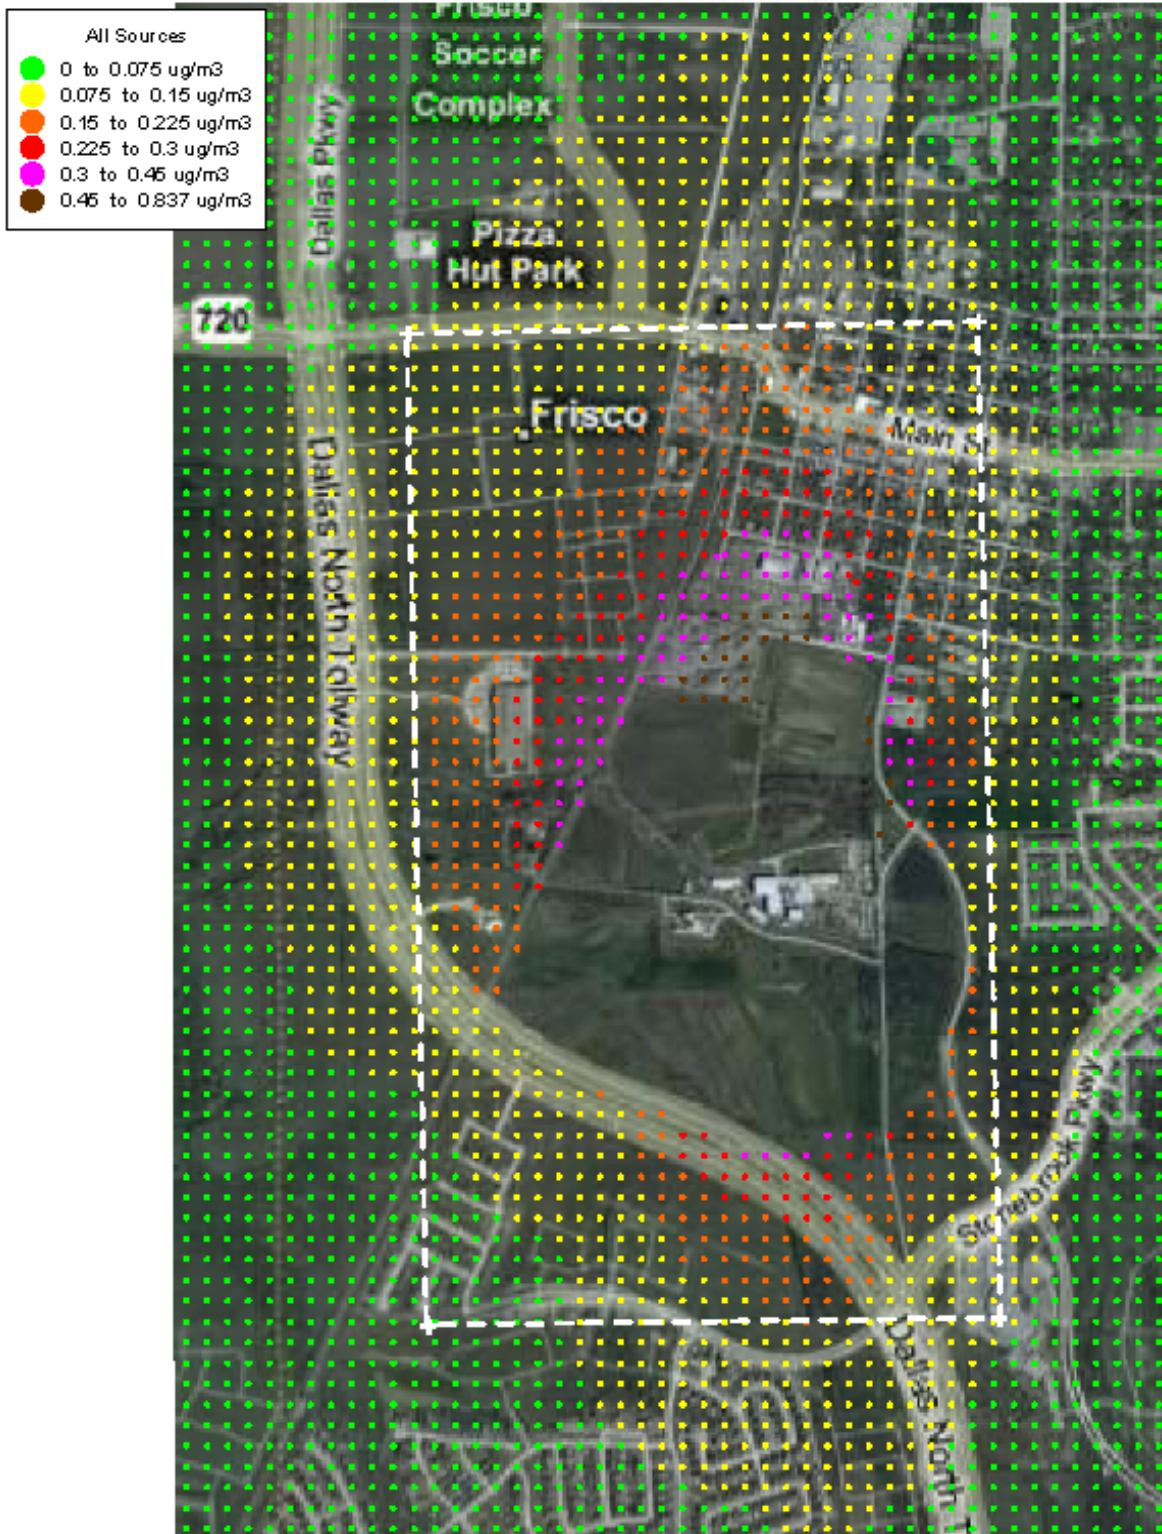 All Sources
0 to 0.075 ug/m3
0.075 to 0.15 ug/m3
0.15 to 0.225 ug/m3
0.225 to 0.3 ug/m3
0.3 to 0.45 ug/m3
0.45 to 0.837 ug/m3
Frisco
Soccer
Complex
Dallas Pkwy
Pizza
Hut Park
720
Frisco
Main St
Dallas North Tollway
Stonebrook Pkwy
Dallas North T